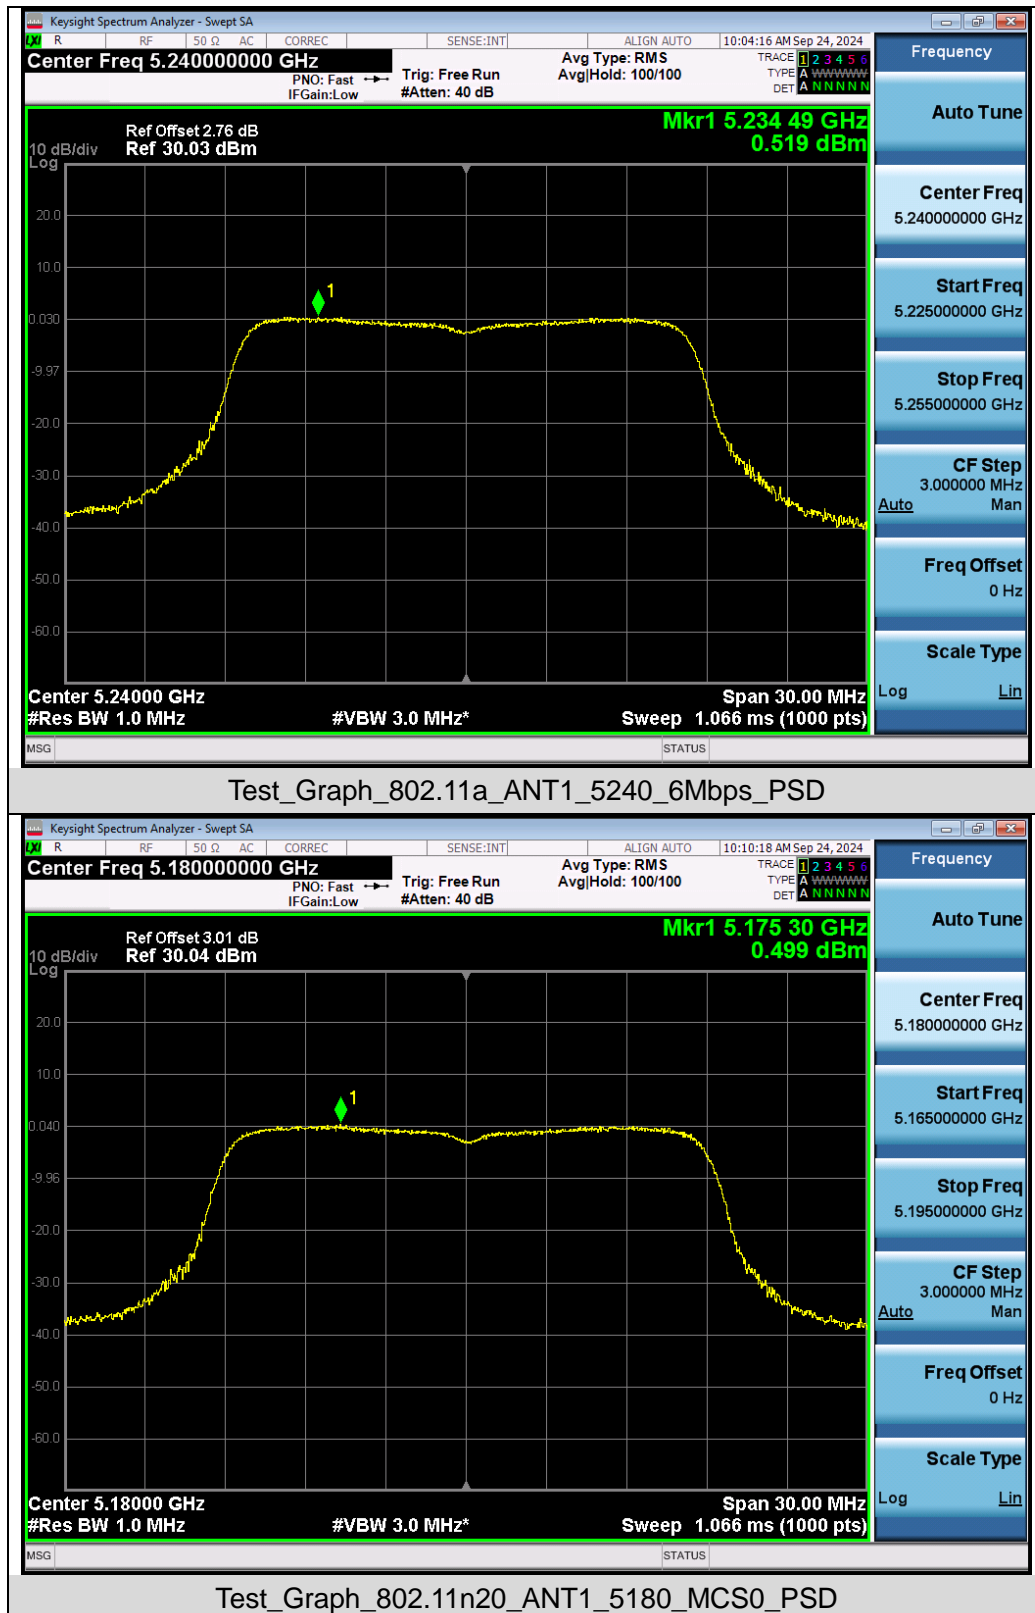 Keysight Spectrum Analyzer - Swept SA
LXI R RF 50 Ω AC CORREC SENSE:INT ALIGN AUTO 10:04:16 AM Sep 24, 2024
Center Freq 5.240000000 GHz
PNO: Fast
IFGain:Low
Trig: Free Run
#Atten: 40 dB
Avg Type: RMS
Avg|Hold: 100/100
TRACE 1 2 3 4 5 6
TYPE A WWWWW
DET A N N N N N
Ref Offset 2.76 dB
10 dB/div Ref 30.03 dBm
Log
Mkr1 5.234 49 GHz
0.519 dBm
20.0
10.0
1
0.030
-9.97
-20.0
-30.0
-40.0
-50.0
-60.0
Center 5.24000 GHz Span 30.00 MHz
#Res BW 1.0 MHz #VBW 3.0 MHz* Sweep 1.066 ms (1000 pts)
MSG STATUS
Frequency
Auto Tune
Center Freq
5.240000000 GHz
Start Freq
5.225000000 GHz
Stop Freq
5.255000000 GHz
CF Step
3.000000 MHz
Auto Man
Freq Offset
0 Hz
Scale Type
Log Lin
Test_Graph_802.11a_ANT1_5240_6Mbps_PSD
Keysight Spectrum Analyzer - Swept SA
LXI R RF 50 Ω AC CORREC SENSE:INT ALIGN AUTO 10:10:18 AM Sep 24, 2024
Center Freq 5.180000000 GHz
PNO: Fast
IFGain:Low
Trig: Free Run
#Atten: 40 dB
Avg Type: RMS
Avg|Hold: 100/100
TRACE 1 2 3 4 5 6
TYPE A WWWWW
DET A N N N N N
Ref Offset 3.01 dB
10 dB/div Ref 30.04 dBm
Log
Mkr1 5.175 30 GHz
0.499 dBm
20.0
10.0
1
0.040
-9.96
-20.0
-30.0
-40.0
-50.0
-60.0
Center 5.18000 GHz Span 30.00 MHz
#Res BW 1.0 MHz #VBW 3.0 MHz* Sweep 1.066 ms (1000 pts)
MSG STATUS
Frequency
Auto Tune
Center Freq
5.180000000 GHz
Start Freq
5.165000000 GHz
Stop Freq
5.195000000 GHz
CF Step
3.000000 MHz
Auto Man
Freq Offset
0 Hz
Scale Type
Log Lin
Test_Graph_802.11n20_ANT1_5180_MCS0_PSD